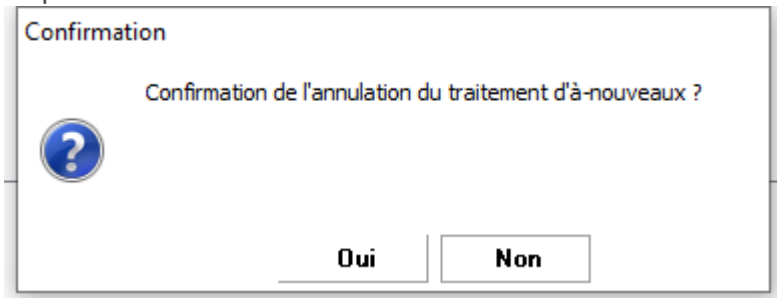 Confirmation
Confirmation de l'annulation du traitement d'à-nouveaux ?
Oui
Non